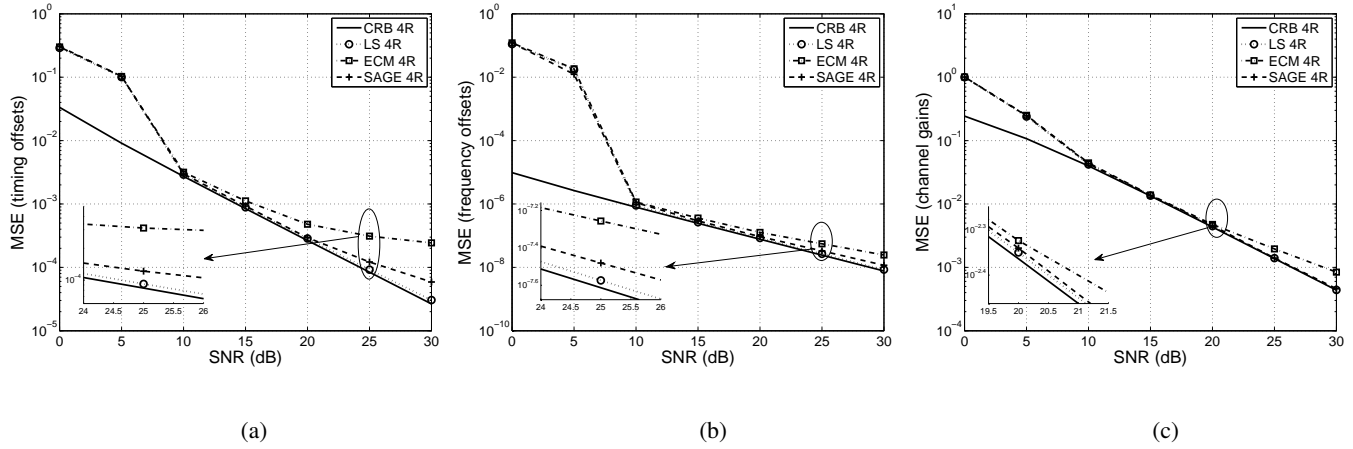 10^0
10^−1
10^−2
10^−3
10^−4
10^−5
MSE (timing offsets)
0 5 10 15 20 25 30
SNR (dB)
CRB 4R
LS 4R
ECM 4R
SAGE 4R
10^−4
24 24.5 25 25.5 26
(a)
10^0
10^−2
10^−4
10^−6
10^−8
10^−10
MSE (frequency offsets)
0 5 10 15 20 25 30
SNR (dB)
CRB 4R
LS 4R
ECM 4R
SAGE 4R
10^−7.2
10^−7.4
10^−7.6
24 24.5 25 25.5 26
(b)
10^1
10^0
10^−1
10^−2
10^−3
10^−4
MSE (channel gains)
0 5 10 15 20 25 30
SNR (dB)
CRB 4R
LS 4R
ECM 4R
SAGE 4R
10^−2.3
10^−2.4
19.5 20 20.5 21 21.5
(c)